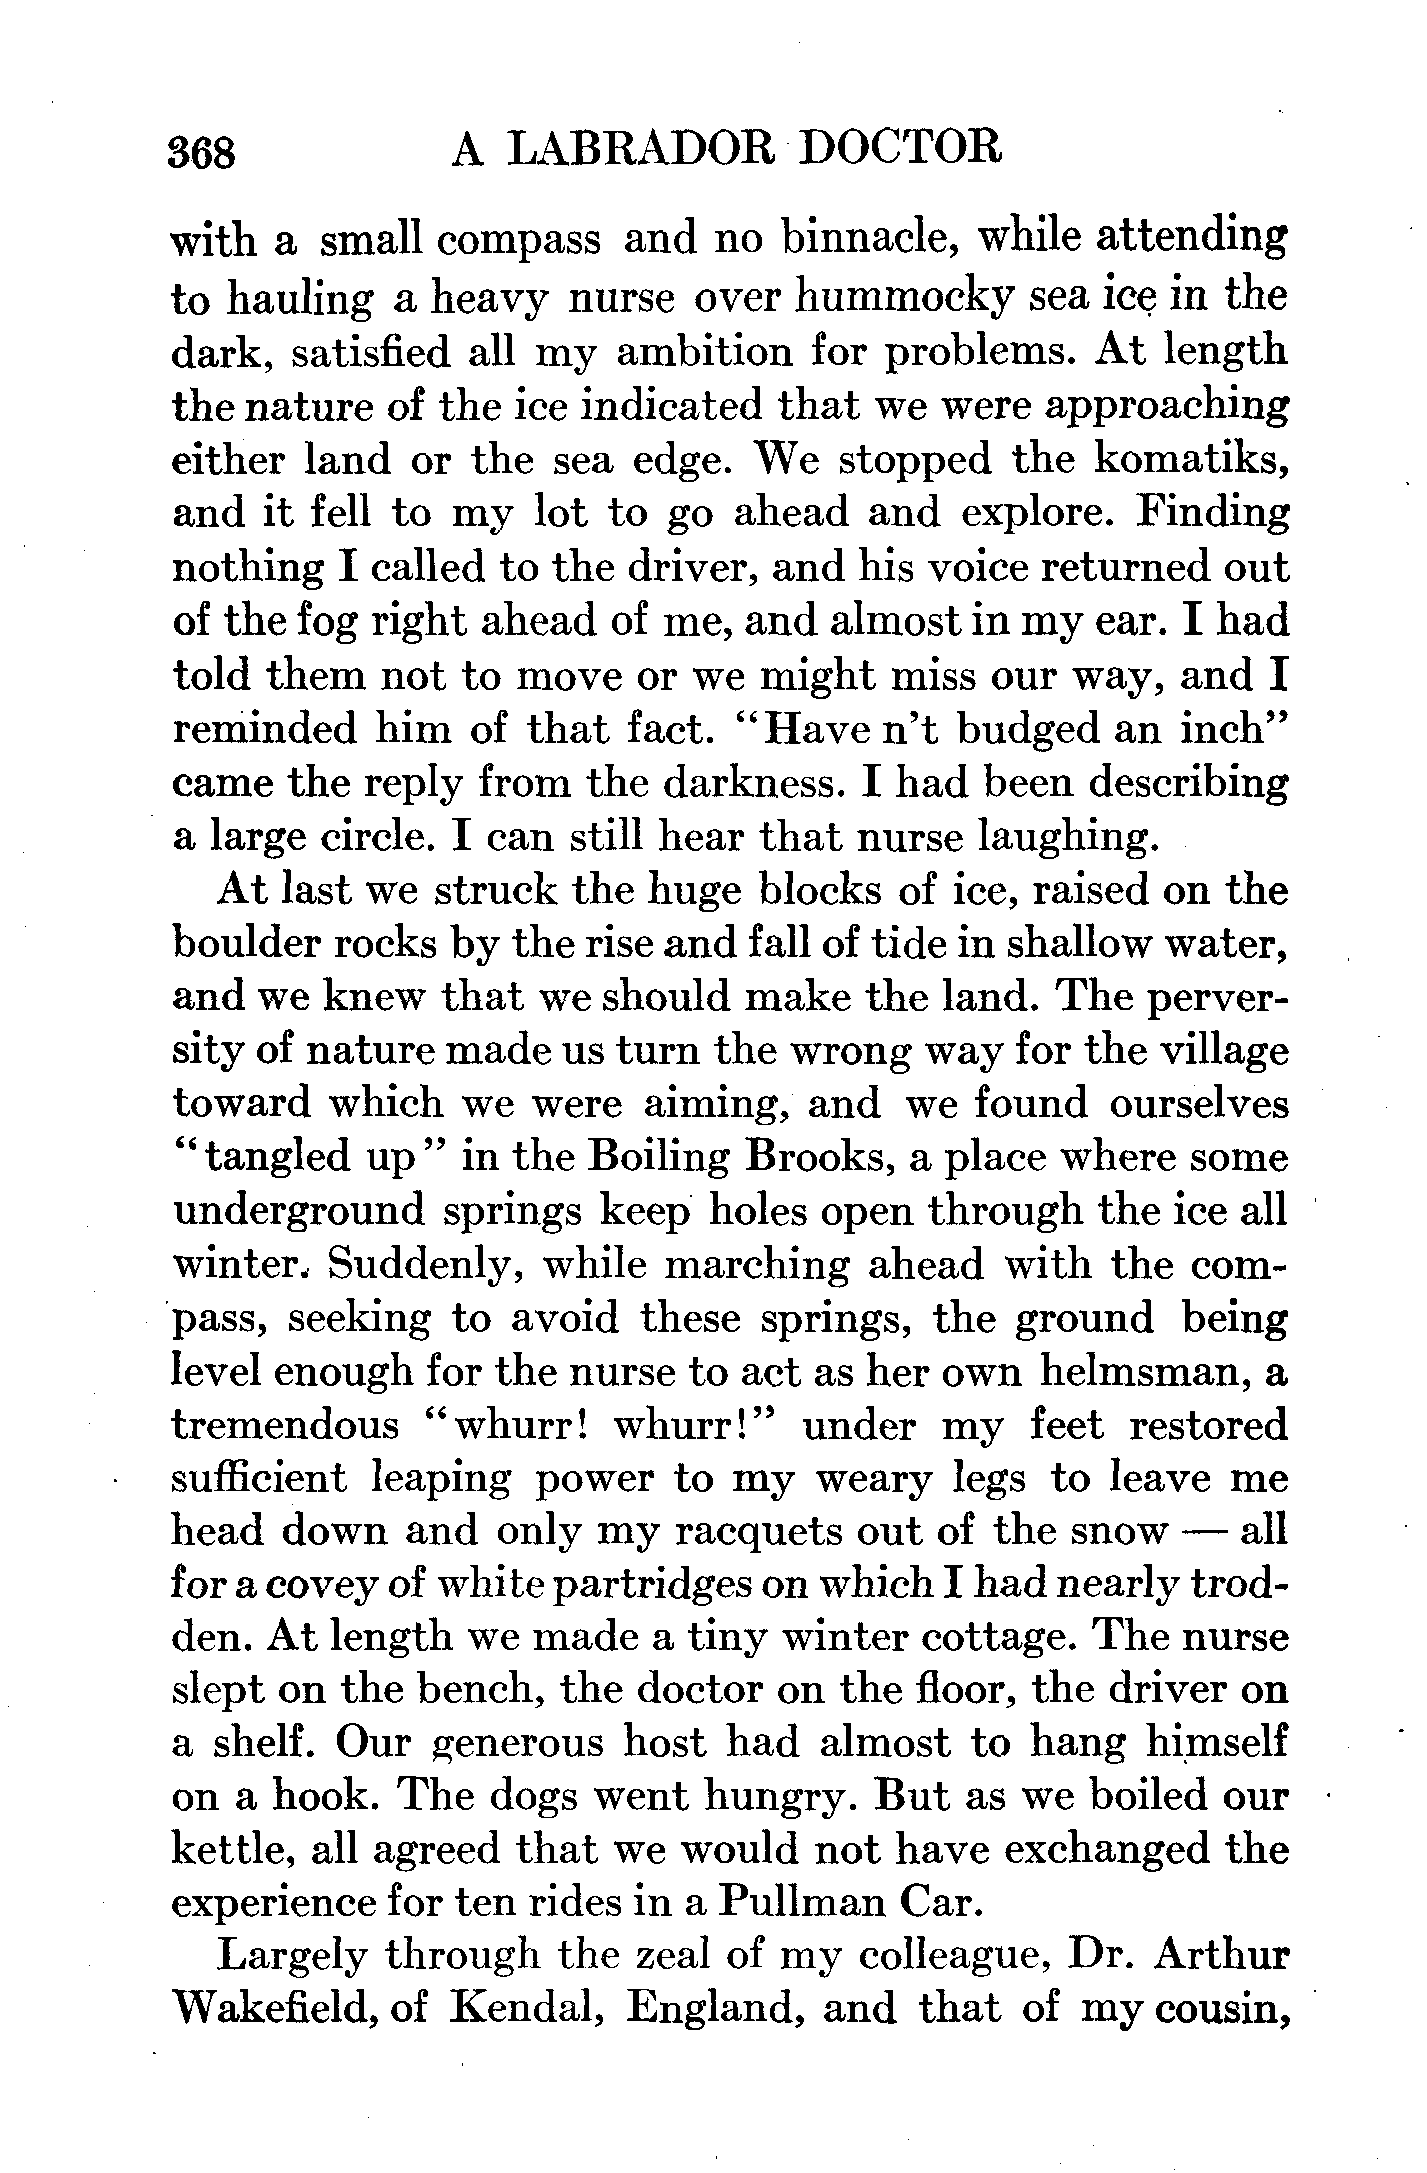 368 A LABRADOR DOCTOR
with a small compass and no binnacle, while attending
to hauling a heavy nurse over hummocky sea ice in the
dark, satisfied all my ambition for problems. At length
the nature of the ice indicated that we were approaching
either land or the sea edge. We stopped the komatiks,
and it fell to my lot to go ahead and explore. Finding
nothing I called to the driver, and his voice returned out
of the fog right ahead of me, and almost in my ear. I had
told them not to move or we might miss our way, and I
reminded him of that fact. "Have n't budged an inch"
came the reply from the darkness. I had been describing
a large circle. I can still hear that nurse laughing.
At last we struck the huge blocks of ice, raised on the
boulder rocks by the rise and fall of tide in shallow water,
and we knew that we should make the land. The perver-
sity of nature made us turn the wrong way for the village
toward which we were aiming, and we found ourselves
"tangled up" in the Boiling Brooks, a place where some
underground springs keep holes open through the ice all
winter. Suddenly, while marching ahead with the com-
pass, seeking to avoid these springs, the ground being
level enough for the nurse to act as her own helmsman, a
tremendous "whurr! whurr!" under my feet restored
sufficient leaping power to my weary legs to leave me
head down and only my racquets out of the snow — all
for a covey of white partridges on which I had nearly trod-
den. At length we made a tiny winter cottage. The nurse
slept on the bench, the doctor on the floor, the driver on
a shelf. Our generous host had almost to hang himself
on a hook. The dogs went hungry. But as we boiled our
kettle, all agreed that we would not have exchanged the
experience for ten rides in a Pullman Car.
Largely through the zeal of my colleague, Dr. Arthur
Wakefield, of Kendal, England, and that of my cousin,